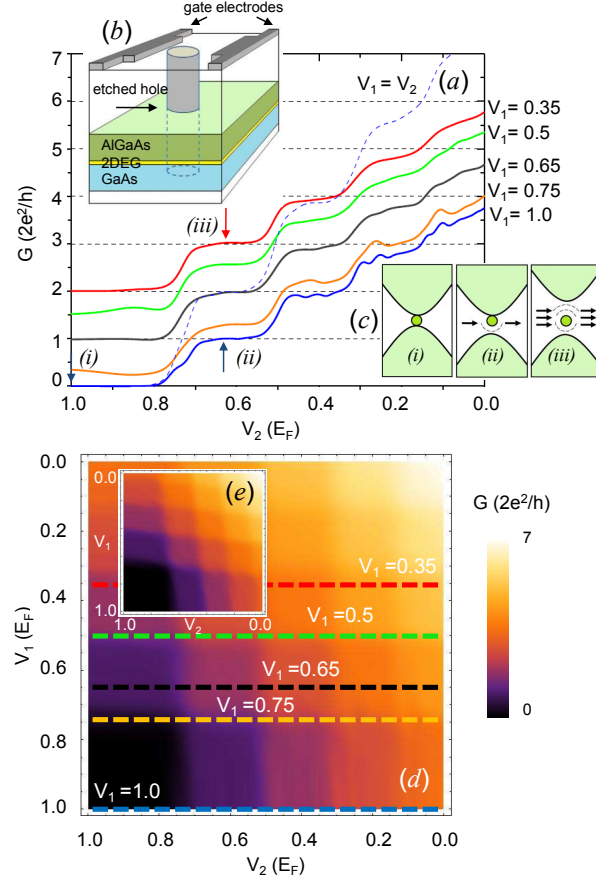 gate electrodes
(b)
etched hole
AlGaAs
2DEG
GaAs
(a)
V₁ = V₂
V₁= 0.35
V₁= 0.5
V₁= 0.65
V₁= 0.75
V₁= 1.0
G (2e²/h)
7
6
5
4
3
2
1
0
(iii)
(i)
(ii)
(c)
(i)
(ii)
(iii)
1.0
0.8
0.6
0.4
0.2
0.0
V₂ (E_F)
0.0
0.2
0.4
0.6
0.8
1.0
V₁ (E_F)
(e)
0.0
0.0
V₁
1.0
1.0
V₂
0.0
V₁ = 0.35
V₁ = 0.5
V₁ = 0.65
V₁ = 0.75
V₁ = 1.0
(d)
1.0
0.8
0.6
0.4
0.2
0.0
V₂ (E_F)
G (2e²/h)
7
0